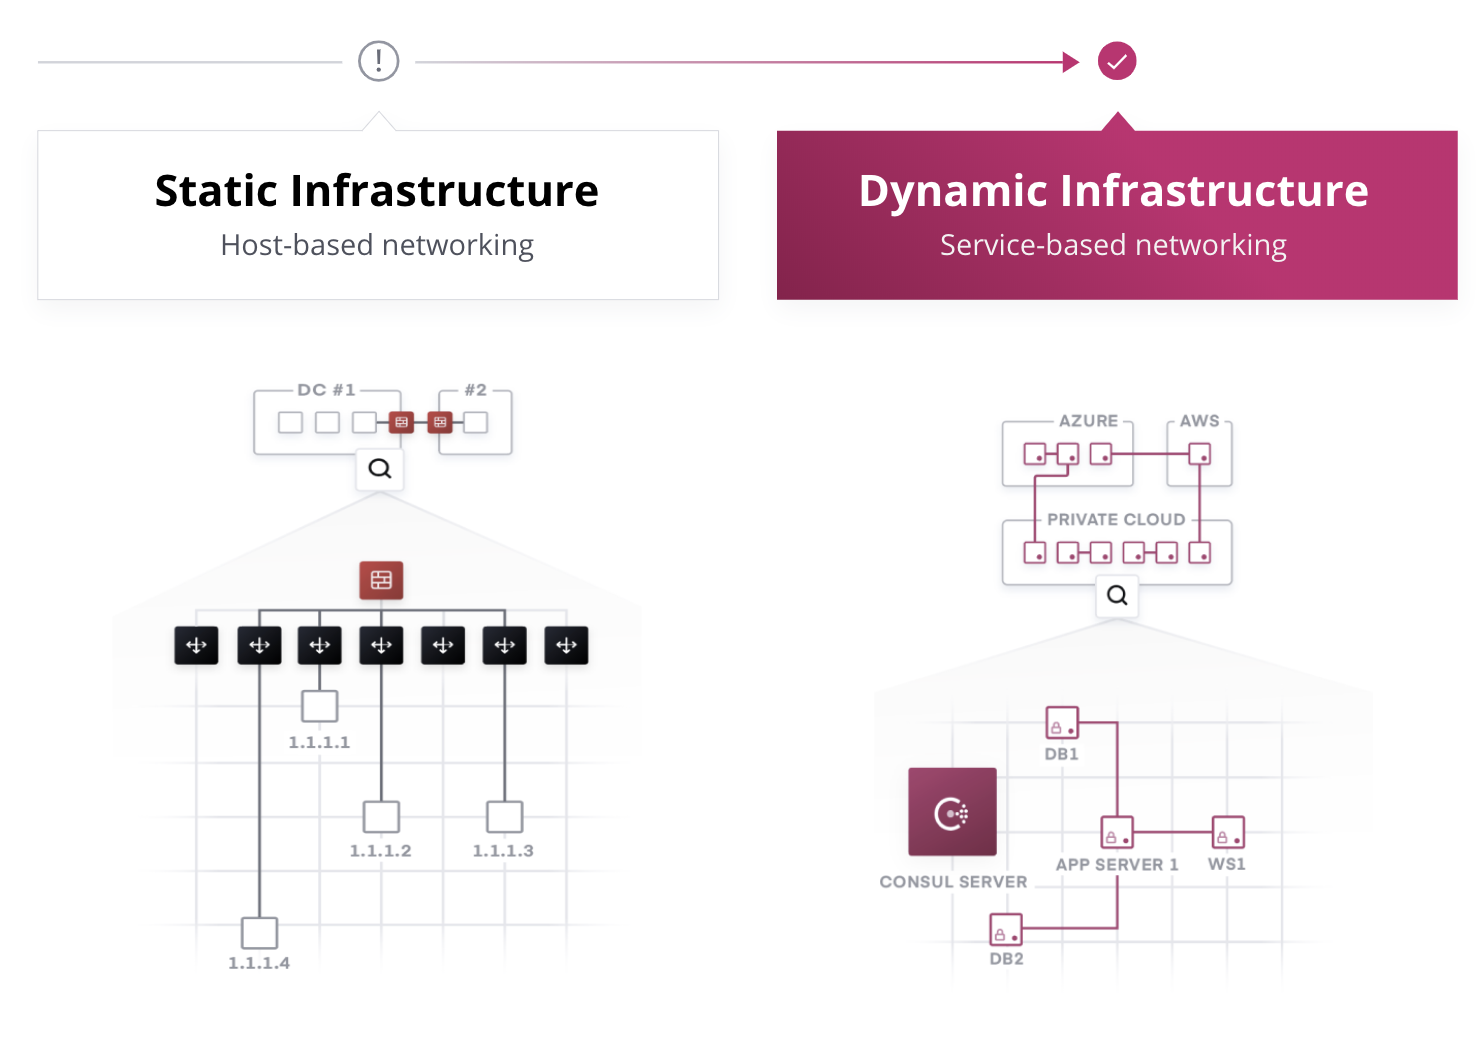 Static Infrastructure
Host-based networking
DC #1
#2
1.1.1.1
1.1.1.2
1.1.1.3
1.1.1.4
Dynamic Infrastructure
Service-based networking
AZURE
AWS
PRIVATE CLOUD
DB1
APP SERVER 1
WS1
CONSUL SERVER
DB2